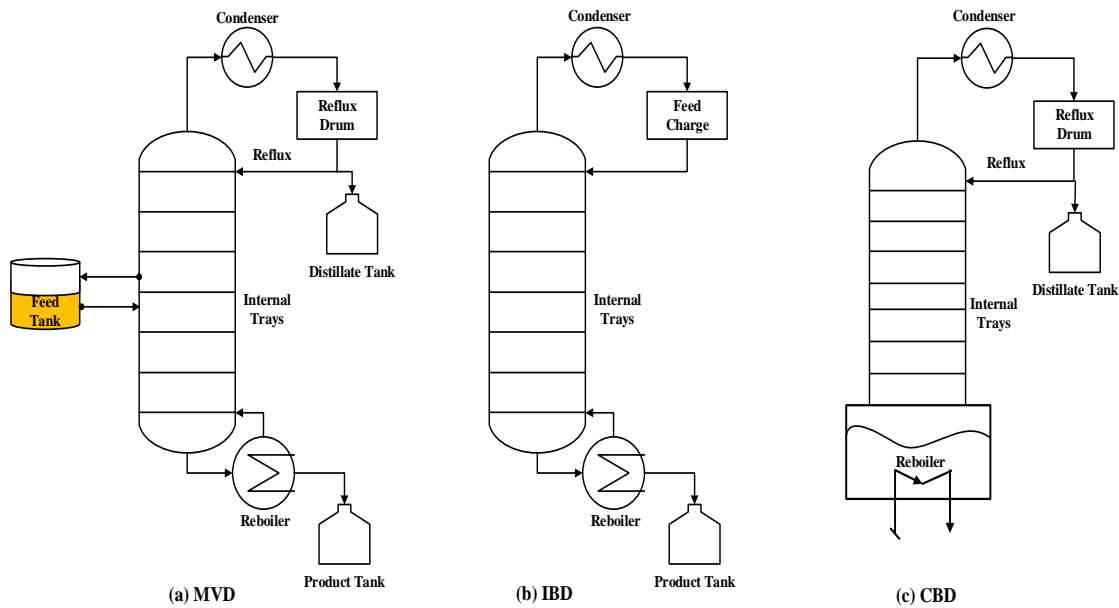 Condenser
Reflux
Drum
Reflux
Distillate Tank
Feed
Tank
Internal
Trays
Reboiler
Product Tank
(a) MVD
Condenser
Feed
Charge
Internal
Trays
Reboiler
Product Tank
(b) IBD
Condenser
Reflux
Drum
Reflux
Distillate Tank
Internal
Trays
Reboiler
(c) CBD